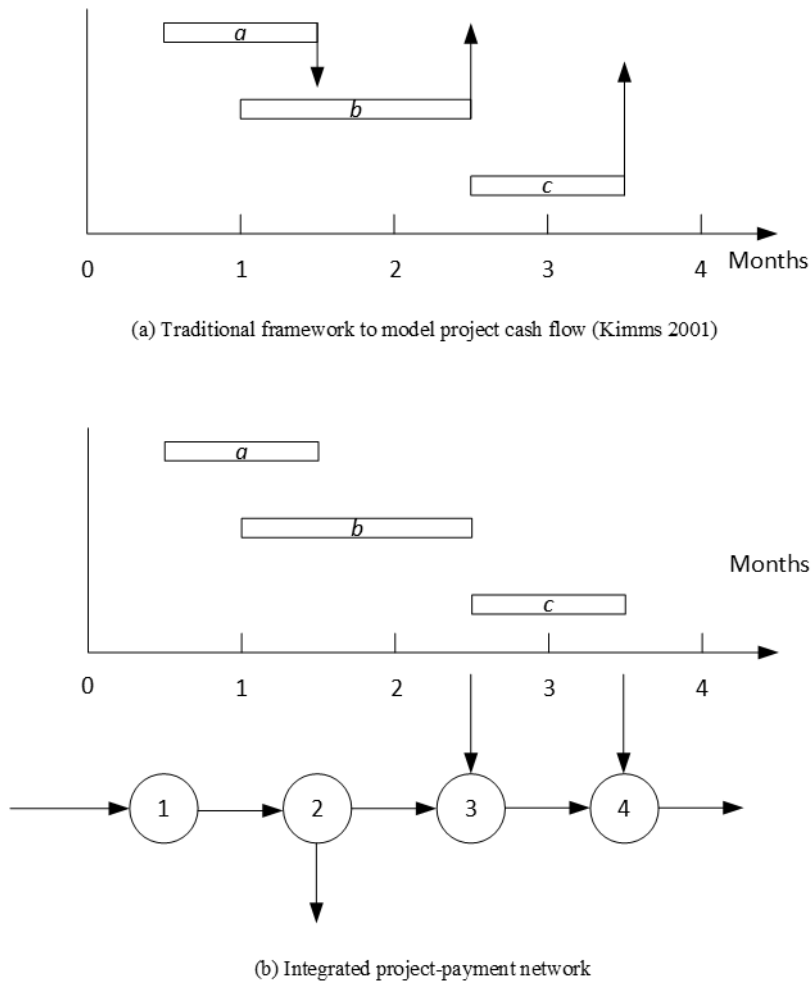 a
b
c
0 1 2 3 4 Months
(a) Traditional framework to model project cash flow (Kimms 2001)
a
b
Months
c
0 1 2 3 4
1 2 3 4
(b) Integrated project-payment network